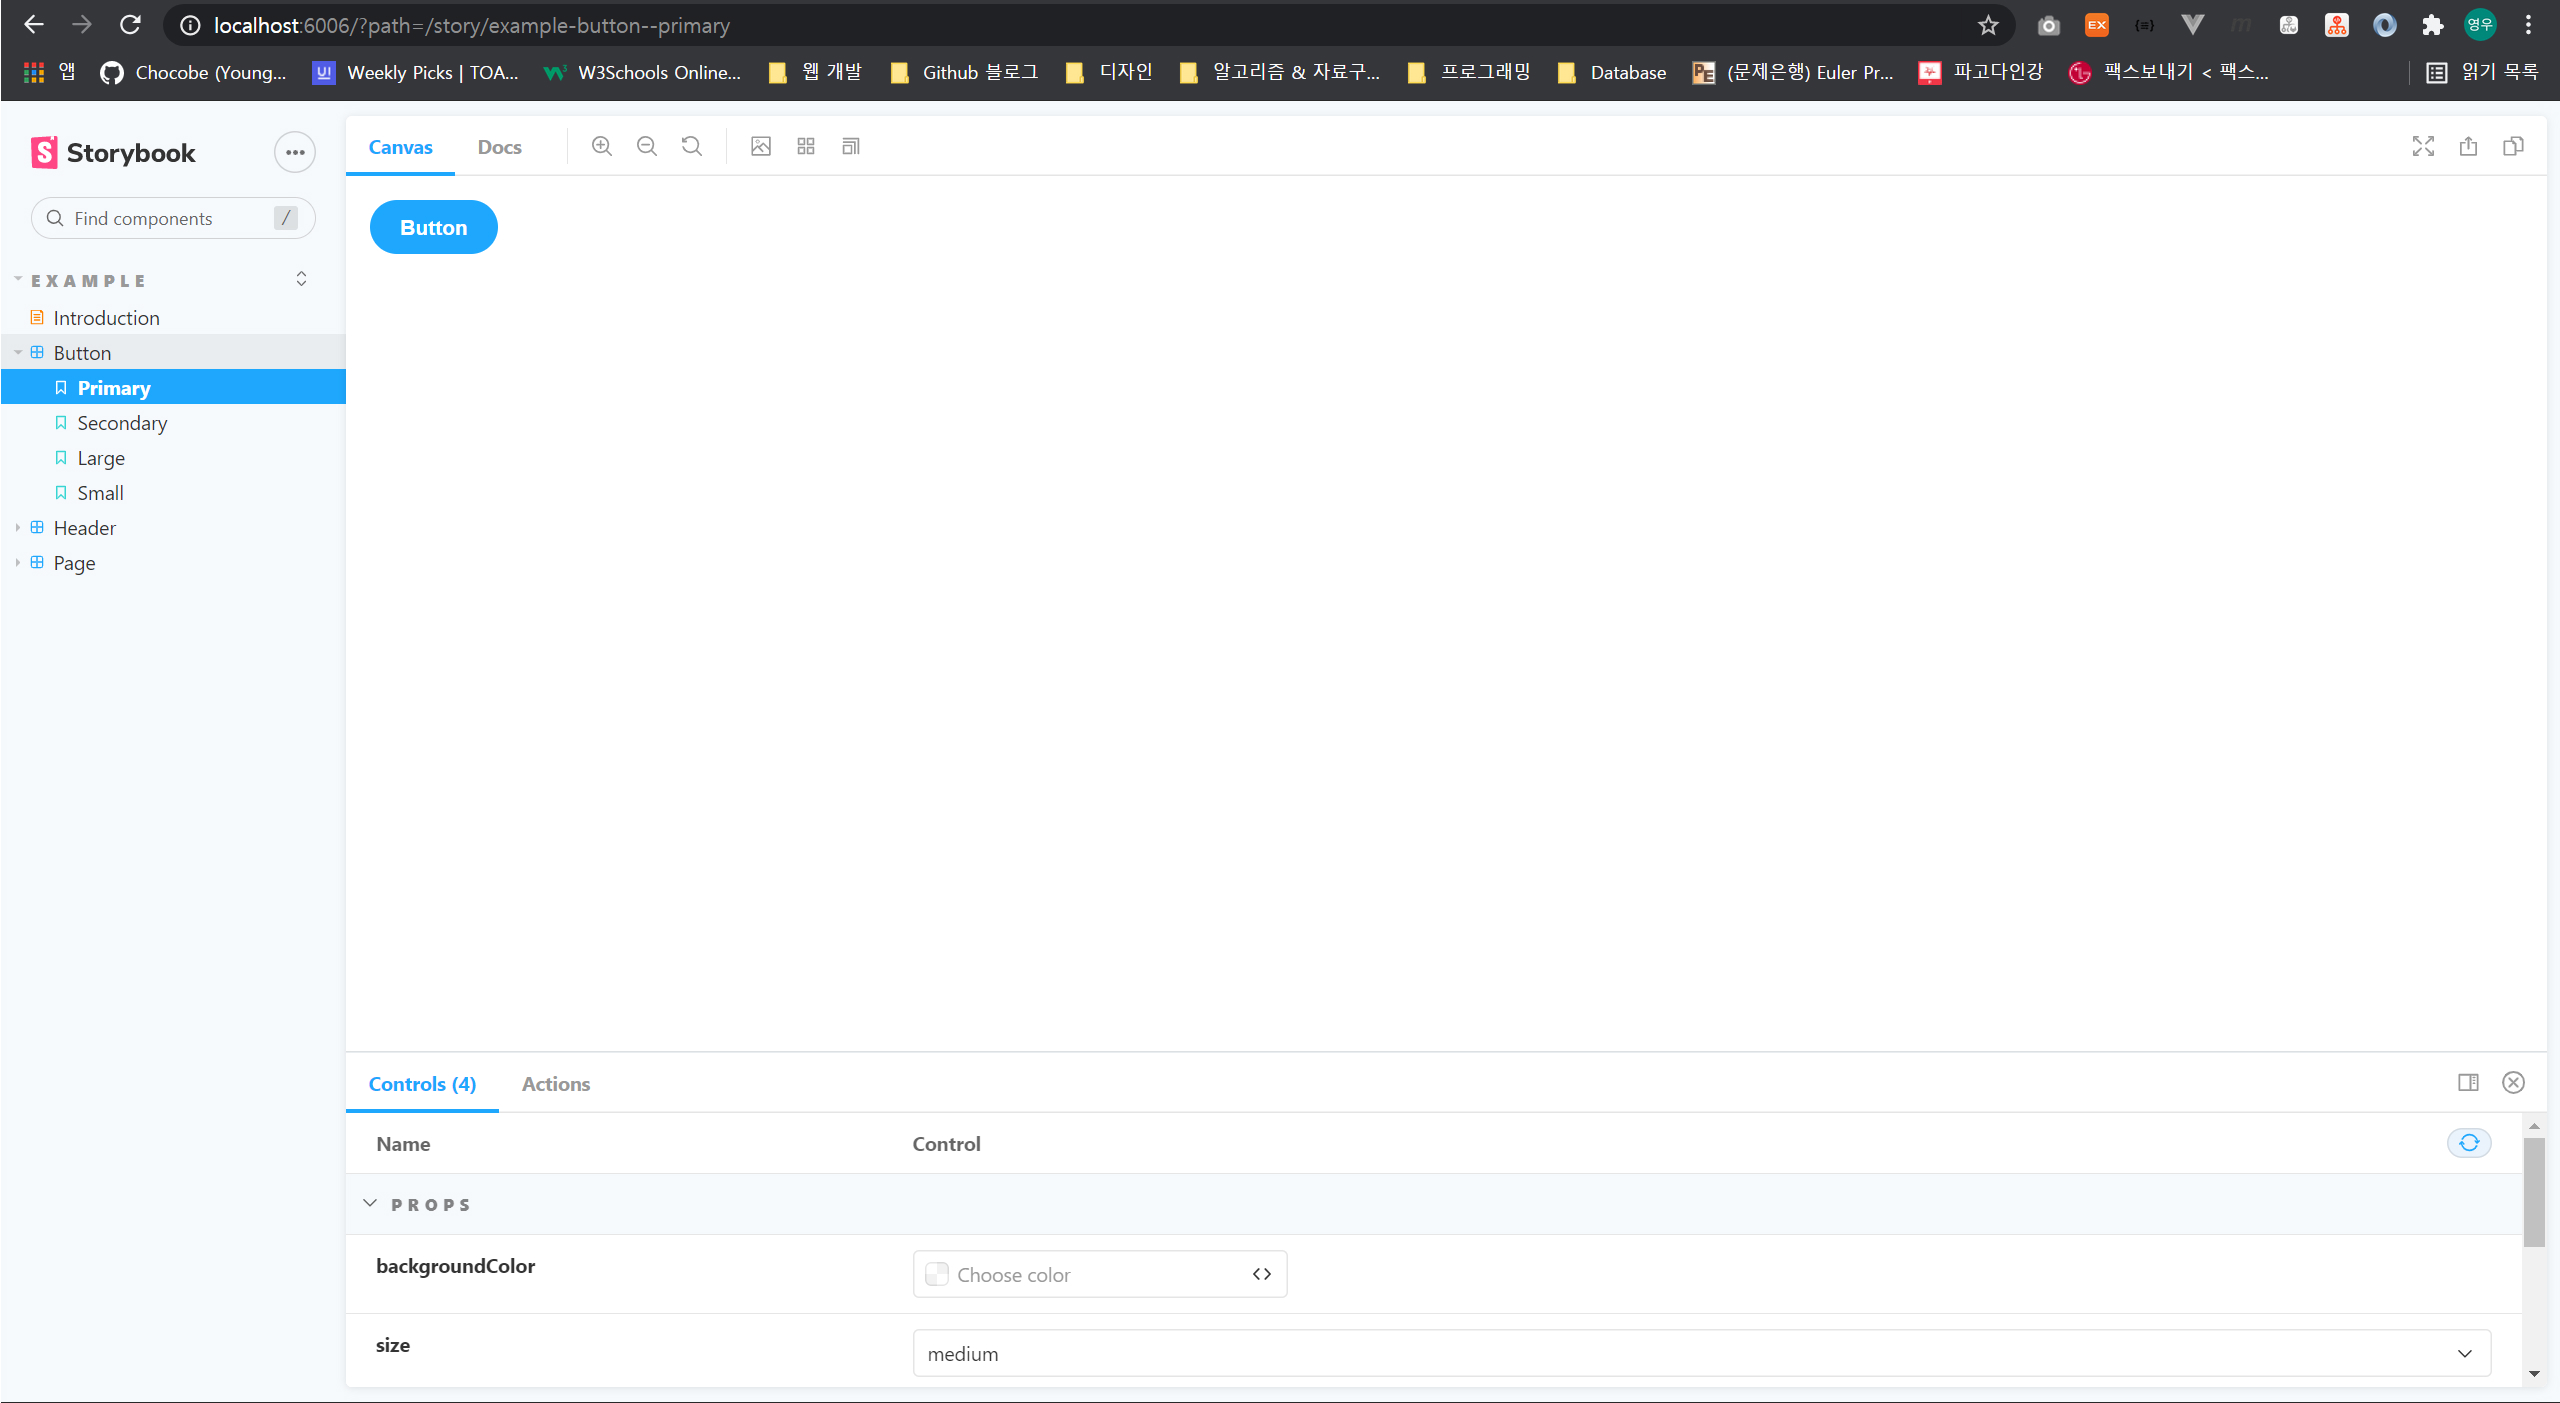 localhost:6006/?path=/story/example-button--primary
EX
영우
앱 Chocobe (Young... U! Weekly Picks | TOA... W3Schools Online... 웹 개발 Github 블로그 디자인 알고리즘 & 자료구... 프로그래밍 Database PE (문제은행) Euler Pr... 파고다인강 팩스보내기 < 팩스... 읽기 목록
Storybook
Find components /
EXAMPLE
Introduction
Button
Primary
Secondary
Large
Small
Header
Page
Canvas Docs
Button
Controls (4) Actions
Name Control
PROPS
backgroundColor Choose color
size medium